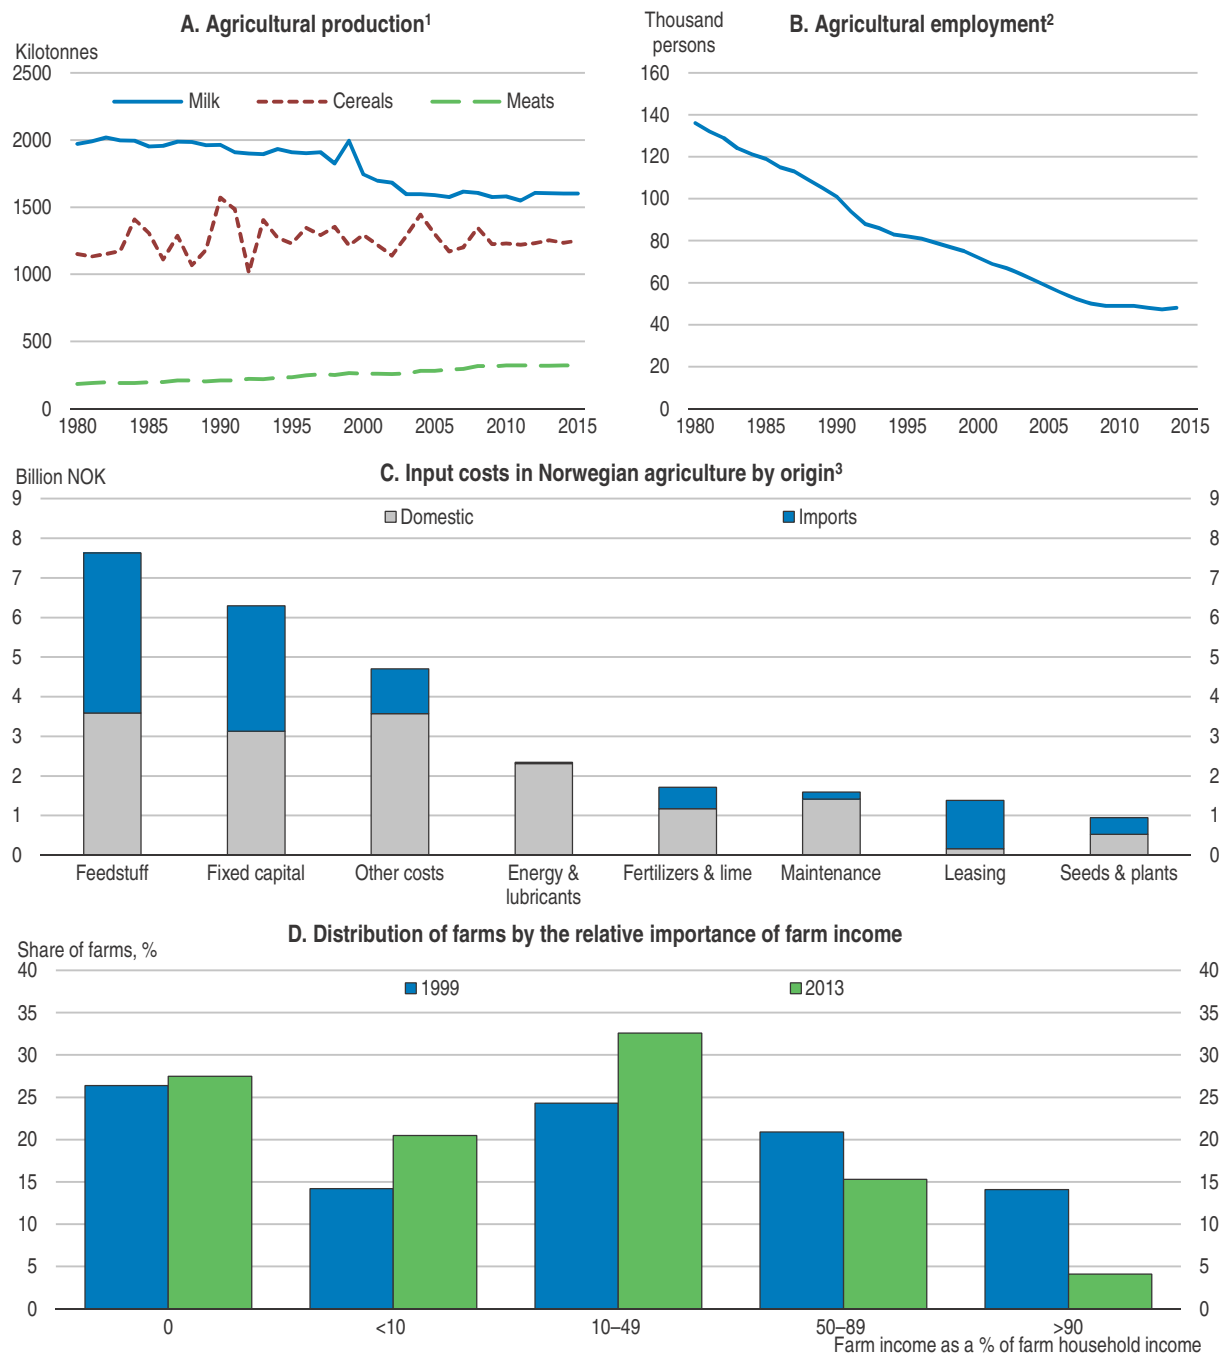 A. Agricultural production¹
Kilotonnes
2500
Milk
Cereals
Meats
2000
1500
1000
500
0
1980 1985 1990 1995 2000 2005 2010 2015
B. Agricultural employment²
Thousand
persons
160
140
120
100
80
60
40
20
0
1980 1985 1990 1995 2000 2005 2010 2015
C. Input costs in Norwegian agriculture by origin³
Billion NOK
Domestic
Imports
9 9
8 8
7 7
6 6
5 5
4 4
3 3
2 2
1 1
0 0
Feedstuff Fixed capital Other costs Energy & Fertilizers & lime Maintenance Leasing Seeds & plants
lubricants
D. Distribution of farms by the relative importance of farm income
Share of farms, %
40 40
1999
2013
35 35
30 30
25 25
20 20
15 15
10 10
5 5
0 0
0 <10 10–49 50–89 >90
Farm income as a % of farm household income